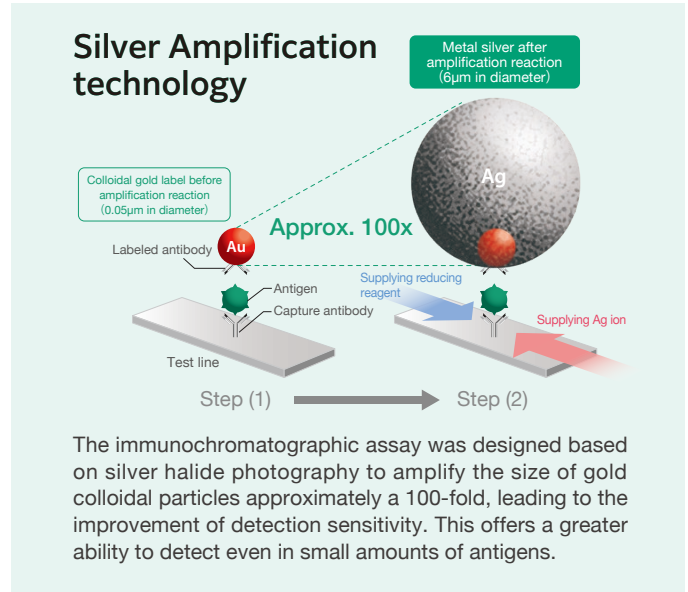 Silver Amplification
technology
Metal silver after
amplification reaction
(6μm in diameter)
Colloidal gold label before
amplification reaction
(0.05μm in diameter)
Ag
Au
Approx. 100x
Labeled antibody
Supplying reducing
reagent
Antigen
Capture antibody
Supplying Ag ion
Test line
Step (1)
Step (2)
The immunochromatographic assay was designed based
on silver halide photography to amplify the size of gold
colloidal particles approximately a 100-fold, leading to the
improvement of detection sensitivity. This offers a greater
ability to detect even in small amounts of antigens.